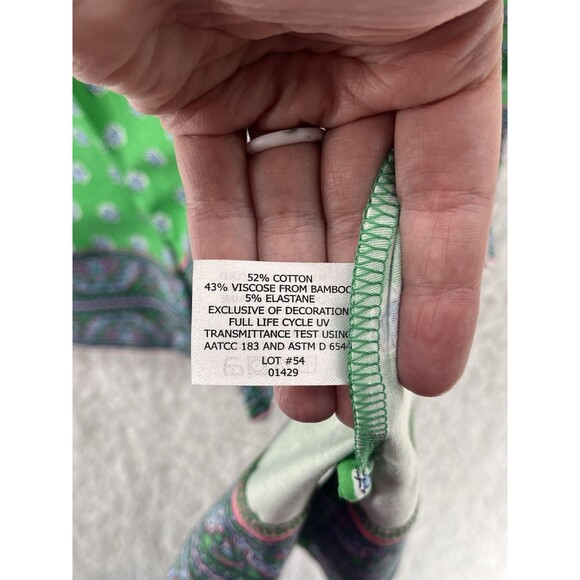 52% COTTON
43% VISCOSE FROM BAMBOO
5% ELASTANE
EXCLUSIVE OF DECORATION
FULL LIFE CYCLE UV
TRANSMITTANCE TEST USING
AATCC 183 AND ASTM D 654
LOT #54
01429